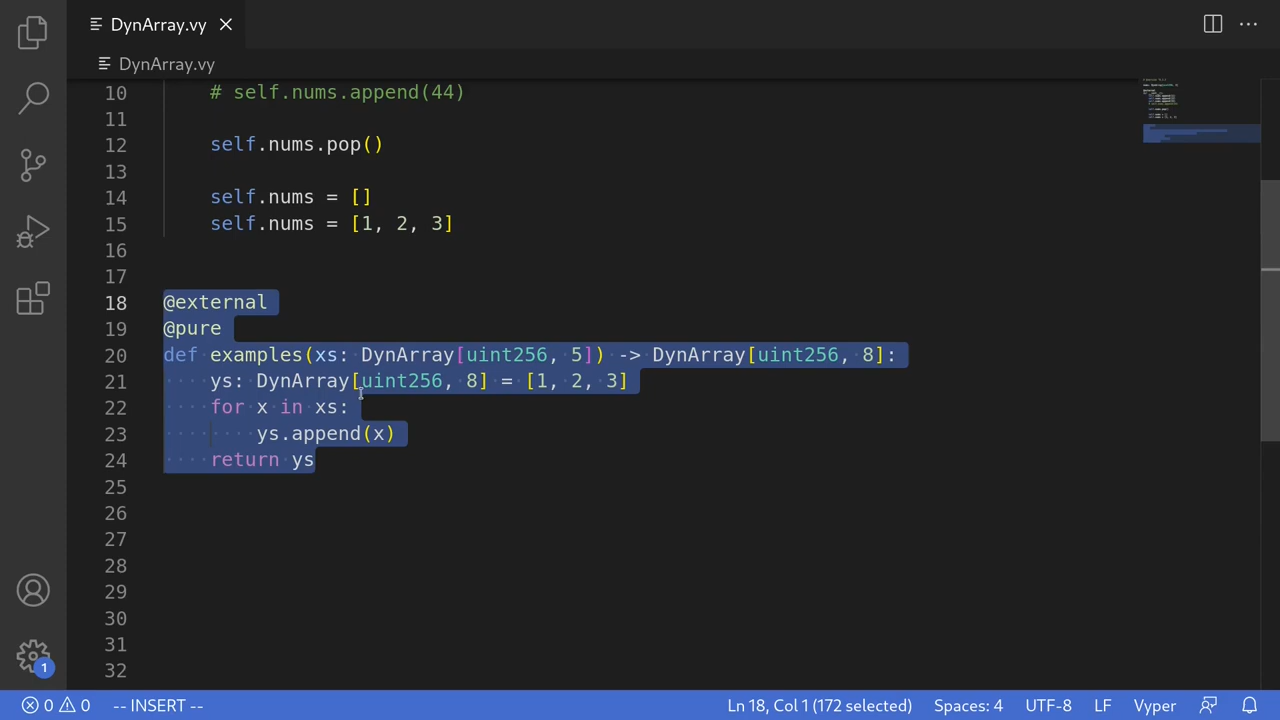 DynArray.vy
DynArray.vy
10 # self.nums.append(44)
11
12 self.nums.pop()
13
14 self.nums = []
15 self.nums = [1, 2, 3]
16
17
18 @external
19 @pure
20 def examples(xs: DynArray[uint256, 5]) -> DynArray[uint256, 8]:
21 ys: DynArray[uint256, 8] = [1, 2, 3]
22 for x in xs:
23 ys.append(x)
24 return ys
25
26
27
28
29
30
31
32
1
0 0 -- INSERT -- Ln 18, Col 1 (172 selected) Spaces: 4 UTF-8 LF Vyper